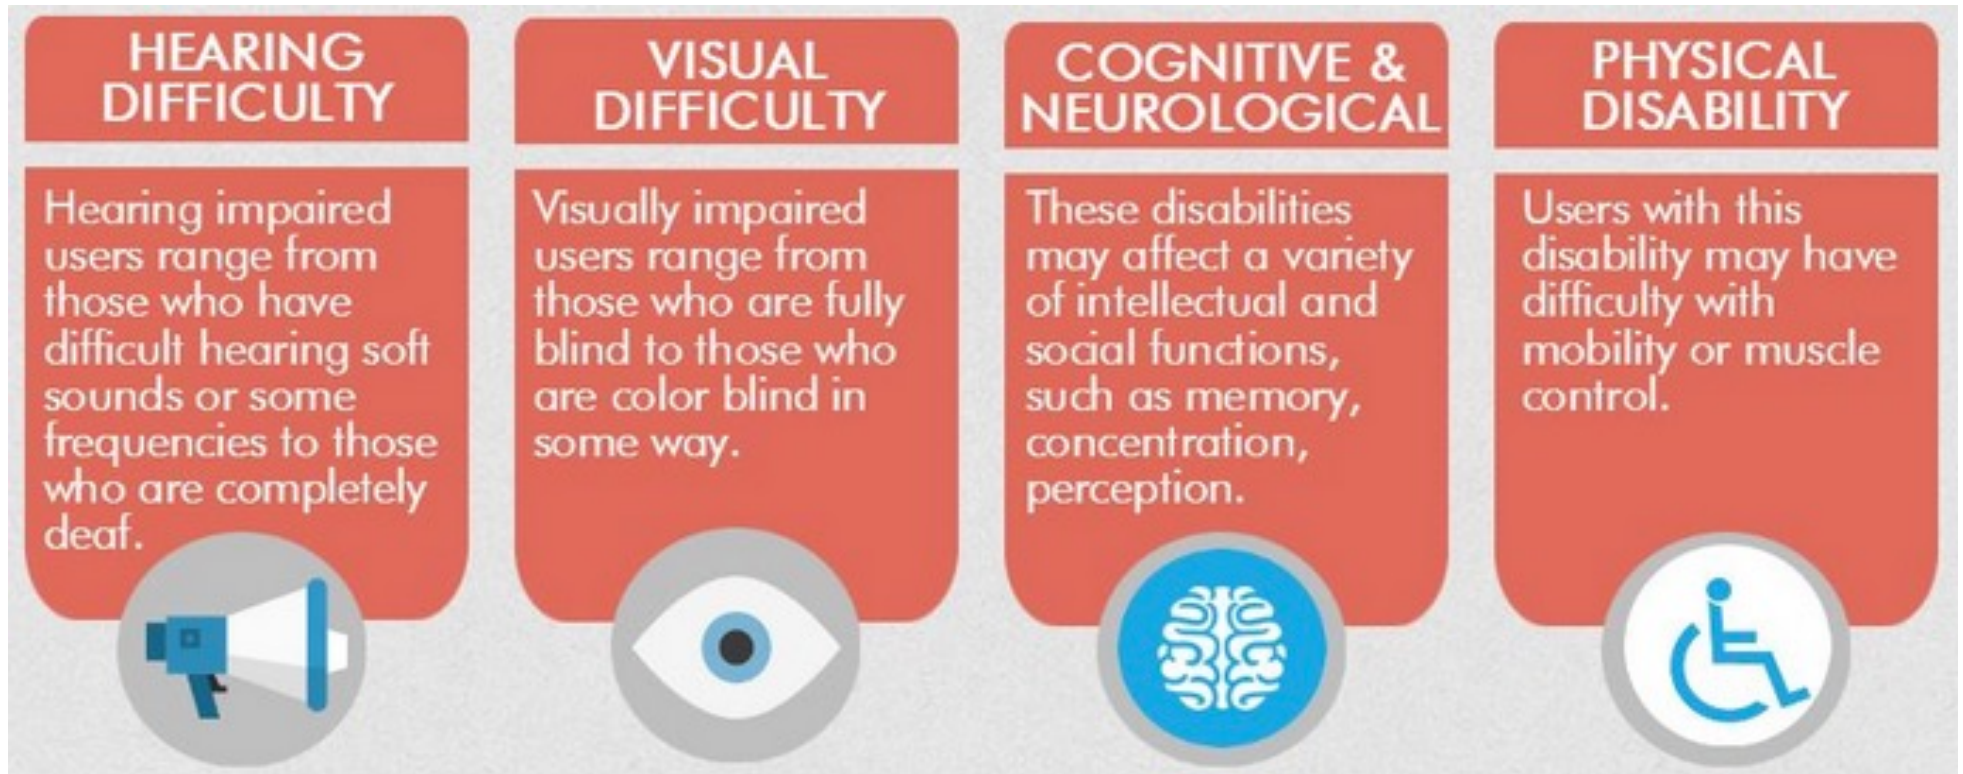 HEARING
DIFFICULTY
Hearing impaired
users range from
those who have
difficult hearing soft
sounds or some
frequencies to those
who are completely
deaf.
VISUAL
DIFFICULTY
Visually impaired
users range from
those who are fully
blind to those who
are color blind in
some way.
COGNITIVE &
NEUROLOGICAL
These disabilities
may affect a variety
of intellectual and
social functions,
such as memory,
concentration,
perception.
PHYSICAL
DISABILITY
Users with this
disability may have
difficulty with
mobility or muscle
control.